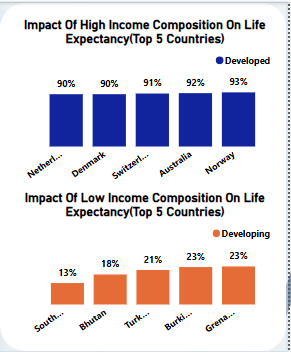 Impact Of High Income Composition On Life
Expectancy(Top 5 Countries)
Developed
90% 90% 91% 92% 93%
Netherl... Denmark Switzerl... Australia Norway
Impact Of Low Income Composition On Life
Expectancy(Top 5 Countries)
Developing
13% 18% 21% 23% 23%
South... Bhutan Turk... Burki... Grena...